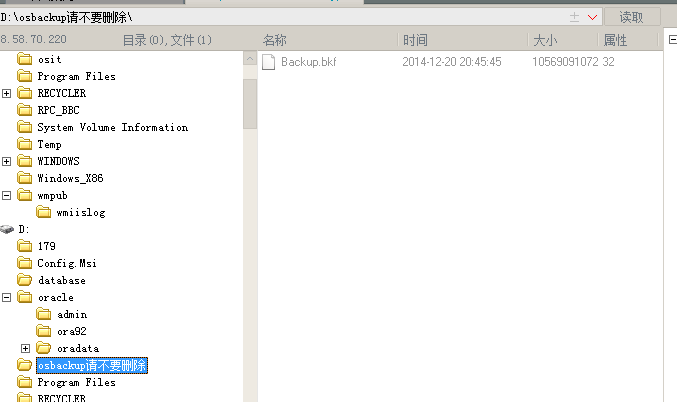 D:\osbackup请不要删除\
读取
8.58.70.220
目录(0),文件(1)
名称
时间
大小
属性
Backup.bkf
2014-12-20 20:45:45
10569091072
32
osit
Program Files
RECYCLER
RPC_BBC
System Volume Information
Temp
WINDOWS
Windows_X86
wmpub
wmiislog
D:
179
Config.Msi
database
oracle
admin
ora92
oradata
osbackup请不要删除
Program Files
RECYCLER